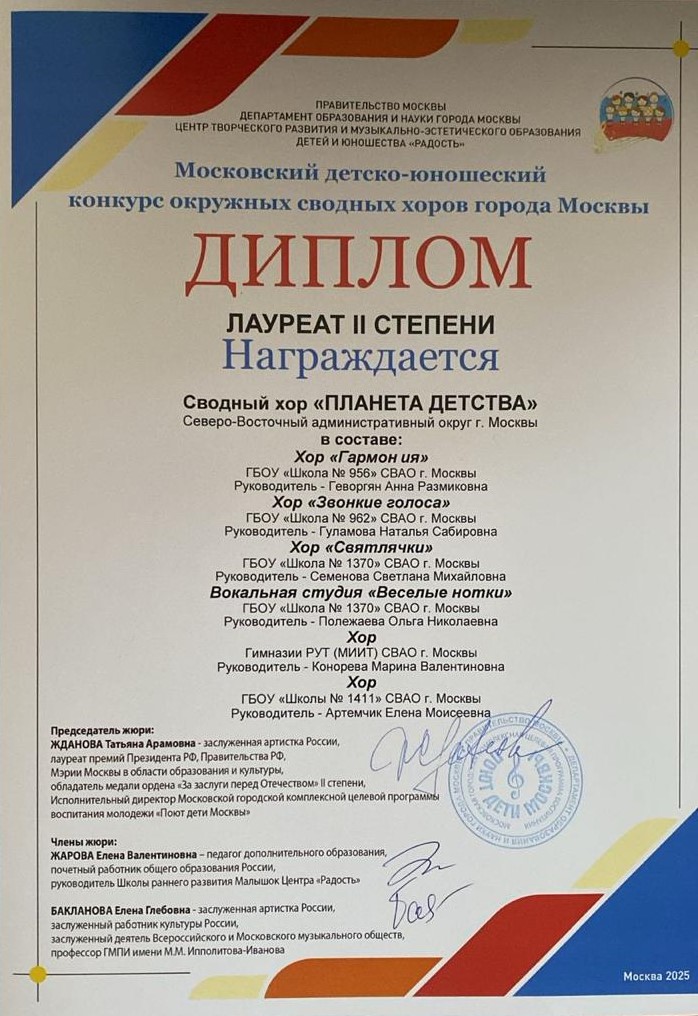 ПРАВИТЕЛЬСТВО МОСКВЫ
ДЕПАРТАМЕНТ ОБРАЗОВАНИЯ И НАУКИ ГОРОДА МОСКВЫ
ЦЕНТР ТВОРЧЕСКОГО РАЗВИТИЯ И МУЗЫКАЛЬНО-ЭСТЕТИЧЕСКОГО ОБРАЗОВАНИЯ
ДЕТЕЙ И ЮНОШЕСТВА «РАДОСТЬ»
Московский детско-юношеский
конкурс окружных сводных хоров города Москвы
ДИПЛОМ
ЛАУРЕАТ II СТЕПЕНИ
Награждается
Сводный хор «ПЛАНЕТА ДЕТСТВА»
Северо-Восточный административный округ г. Москвы
в составе:
Хор «Гармон ия»
ГБОУ «Школа № 956» СВАО г. Москвы
Руководитель - Геворгян Анна Размиковна
Хор «Звонкие голоса»
ГБОУ «Школа № 962» СВАО г. Москвы
Руководитель - Гуламова Наталья Сабировна
Хор «Святлячки»
ГБОУ «Школа № 1370» СВАО г. Москвы
Руководитель - Семенова Светлана Михайловна
Вокальная студия «Веселые нотки»
ГБОУ «Школа № 1370» СВАО г. Москвы
Руководитель - Полежаева Ольга Николаевна
Хор
Гимназии РУТ (МИИТ) СВАО г. Москвы
Руководитель - Конорева Марина Валентиновна
Хор
ГБОУ «Школы № 1411» СВАО г. Москвы
Руководитель - Артемчик Елена Моисеевна
Председатель жюри:
ЖДАНОВА Татьяна Арамовна - заслуженная артистка России,
лауреат премий Президента РФ, Правительства РФ,
Мэрии Москвы в области образования и культуры,
обладатель медали ордена «За заслуги перед Отечеством» II степени,
Исполнительный директор Московской городской комплексной целевой программы
воспитания молодежи «Поют дети Москвы»
Члены жюри:
ЖАРОВА Елена Валентиновна – педагог дополнительного образования,
почетный работник общего образования России,
руководитель Школы раннего развития Малышок Центра «Радость»
БАКЛАНОВА Елена Глебовна - заслуженная артистка России,
заслуженный работник культуры России,
заслуженный деятель Всероссийского и Московского музыкальных обществ,
профессор ГМПИ имени М.М. Ипполитова-Иванова
ПОЮТ ДЕТИ МОСКВЫ
Москва 2025